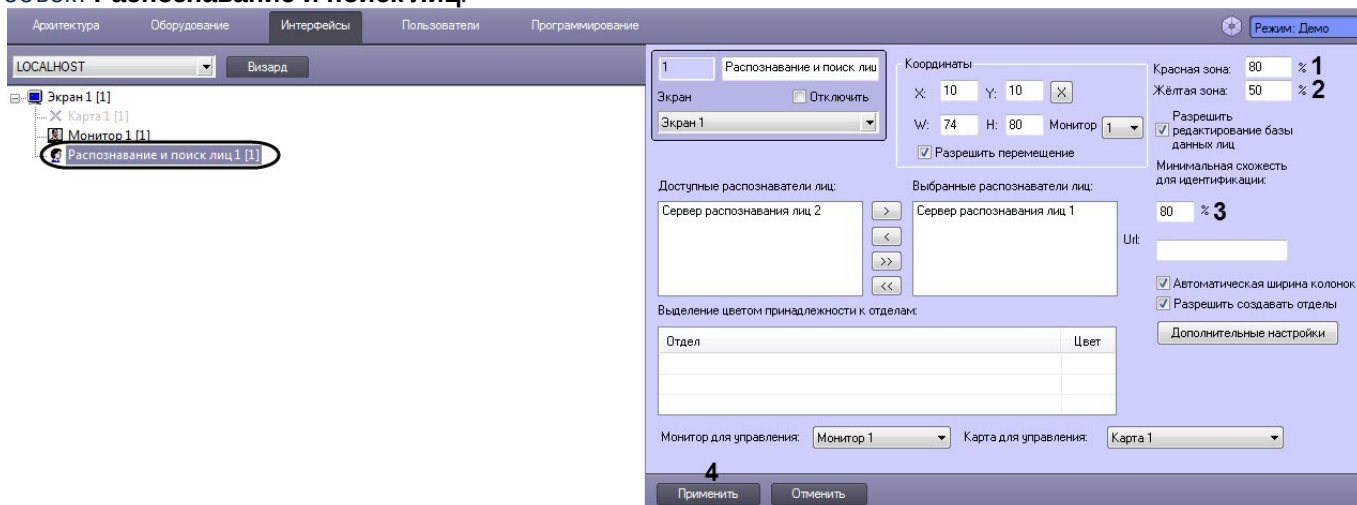 объект Распознавание и поиск лиц.
Архитектура Оборудование Интерфейсы Пользователи Программирование Режим: Демо
LOCALHOST Визард
Экран 1 [1]
Карта 1 [1]
Монитор 1 [1]
Распознавание и поиск лиц 1 [1]
1 Распознавание и поиск лиц
Экран Отключить
Экран 1
Координаты
X: 10 Y: 10 X
W: 74 H: 80 Монитор 1
Разрешить перемещение
Красная зона: 80 % 1
Жёлтая зона: 50 % 2
Разрешить
редактирование базы
данных лиц
Минимальная схожесть
для идентификации:
80 % 3
Доступные распознаватели лиц: Выбранные распознаватели лиц:
Сервер распознавания лиц 2 > Сервер распознавания лиц 1
<
>>
<<
Url:
Автоматическая ширина колонок
Разрешить создавать отделы
Дополнительные настройки
Выделение цветом принадлежности к отделам:
Отдел Цвет
Монитор для управления: Монитор 1 Карта для управления: Карта 1
4
Применить Отменить